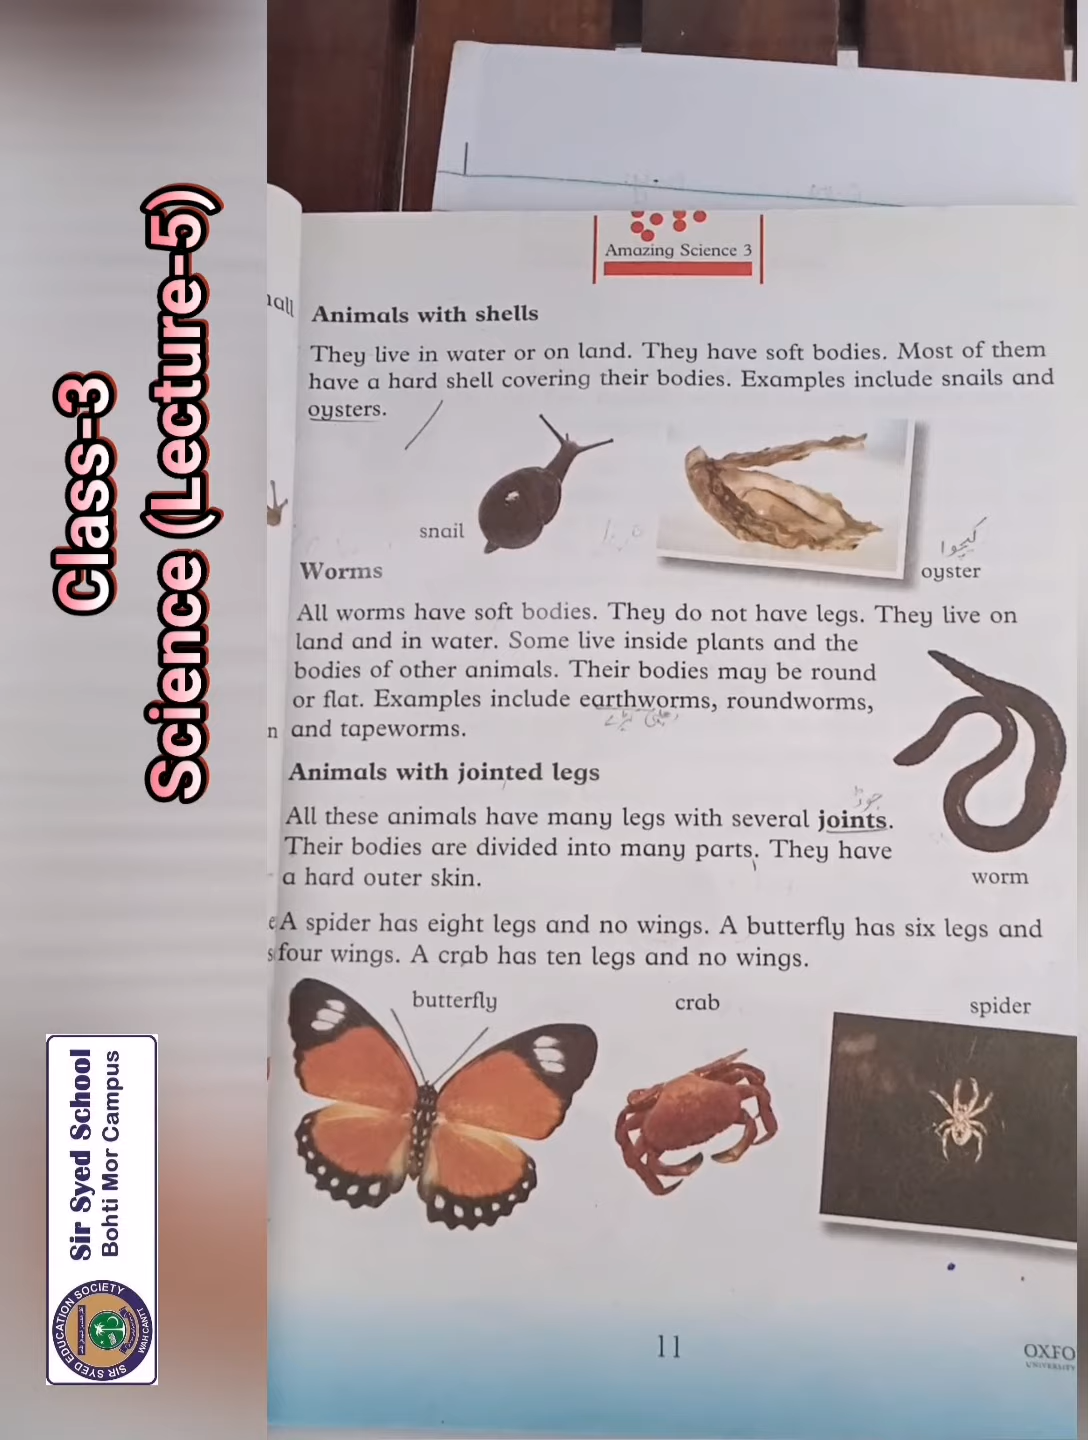 Class-3
Science (Lecture-5)
Sir Syed School
Bohti Mor Campus
SIR SYED EDUCATION SOCIETY
WAH CANTT
Amazing Science 3
Animals with shells
They live in water or on land. They have soft bodies. Most of them
have a hard shell covering their bodies. Examples include snails and
oysters.
snail
کیچوا
oyster
Worms
All worms have soft bodies. They do not have legs. They live on
land and in water. Some live inside plants and the
bodies of other animals. Their bodies may be round
or flat. Examples include earthworms, roundworms,
n and tapeworms.
Animals with jointed legs
جوڑ
All these animals have many legs with several joints.
Their bodies are divided into many parts. They have
a hard outer skin.
worm
A spider has eight legs and no wings. A butterfly has six legs and
four wings. A crab has ten legs and no wings.
butterfly
crab
spider
11
OXFO
UNIVERSITY